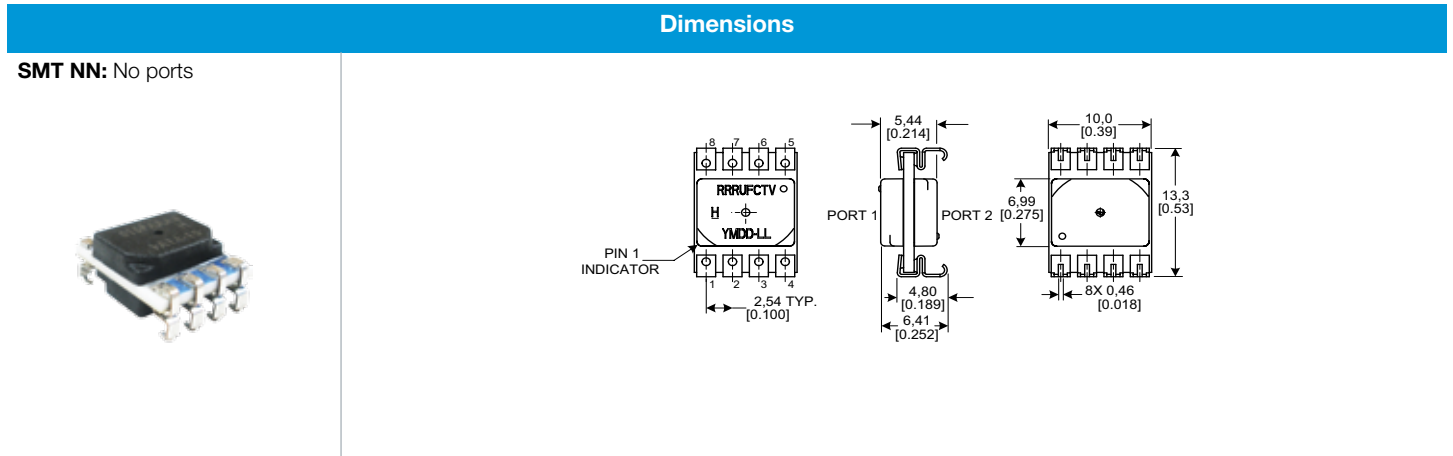 Dimensions
SMT NN: No ports
8 7 6 5
RRRUFCTV
H
YMDD-LL
PIN 1
INDICATOR
1 2 3 4
2,54 TYP.
[0.100]
5,44
[0.214]
PORT 1
PORT 2
4,80
[0.189]
6,41
[0.252]
10,0
[0.39]
6,99
[0.275]
13,3
[0.53]
8X 0,46
[0.018]